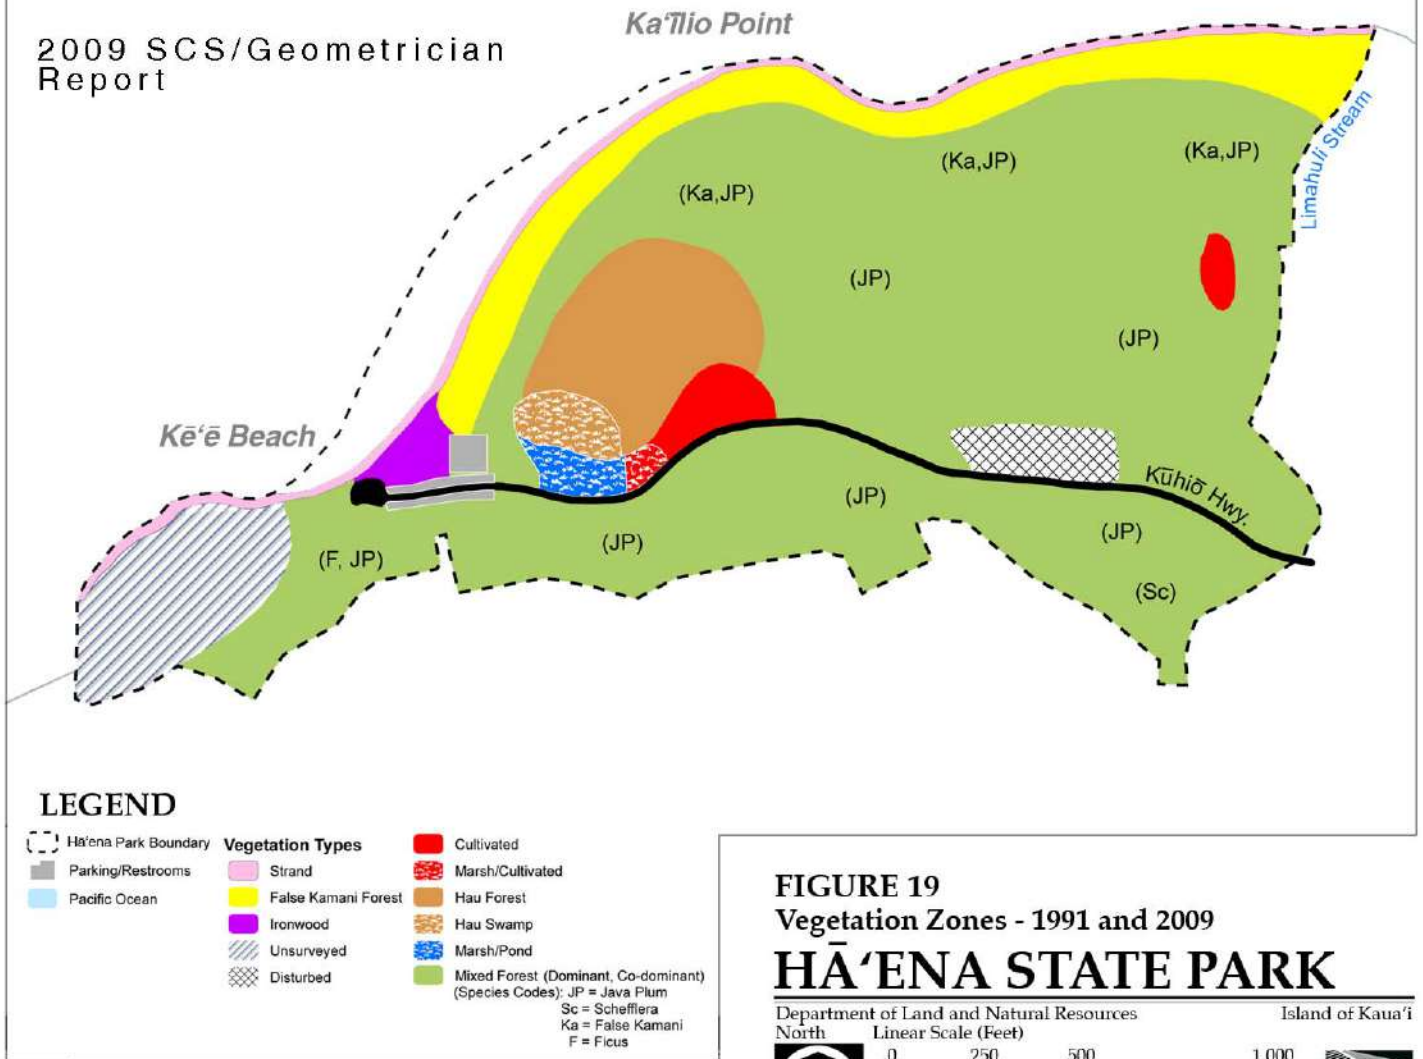 Ka‘īlio Point
2009 SCS/Geometrician
Report
Limahuli Stream
(Ka,JP)
(Ka,JP)
(Ka,JP)
(JP)
(JP)
Kē‘ē Beach
Kūhiō Hwy.
(JP)
(JP)
(JP)
(F, JP)
(Sc)
LEGEND
Ha'ena Park Boundary
Parking/Restrooms
Pacific Ocean
Vegetation Types
Strand
False Kamani Forest
Ironwood
Unsurveyed
Disturbed
Cultivated
Marsh/Cultivated
Hau Forest
Hau Swamp
Marsh/Pond
Mixed Forest (Dominant, Co-dominant)
(Species Codes): JP = Java Plum
Sc = Schefflera
Ka = False Kamani
F = Ficus
FIGURE 19
Vegetation Zones - 1991 and 2009
HĀ‘ENA STATE PARK
Department of Land and Natural Resources Island of Kaua‘i
North Linear Scale (Feet)
0 250 500 1,000